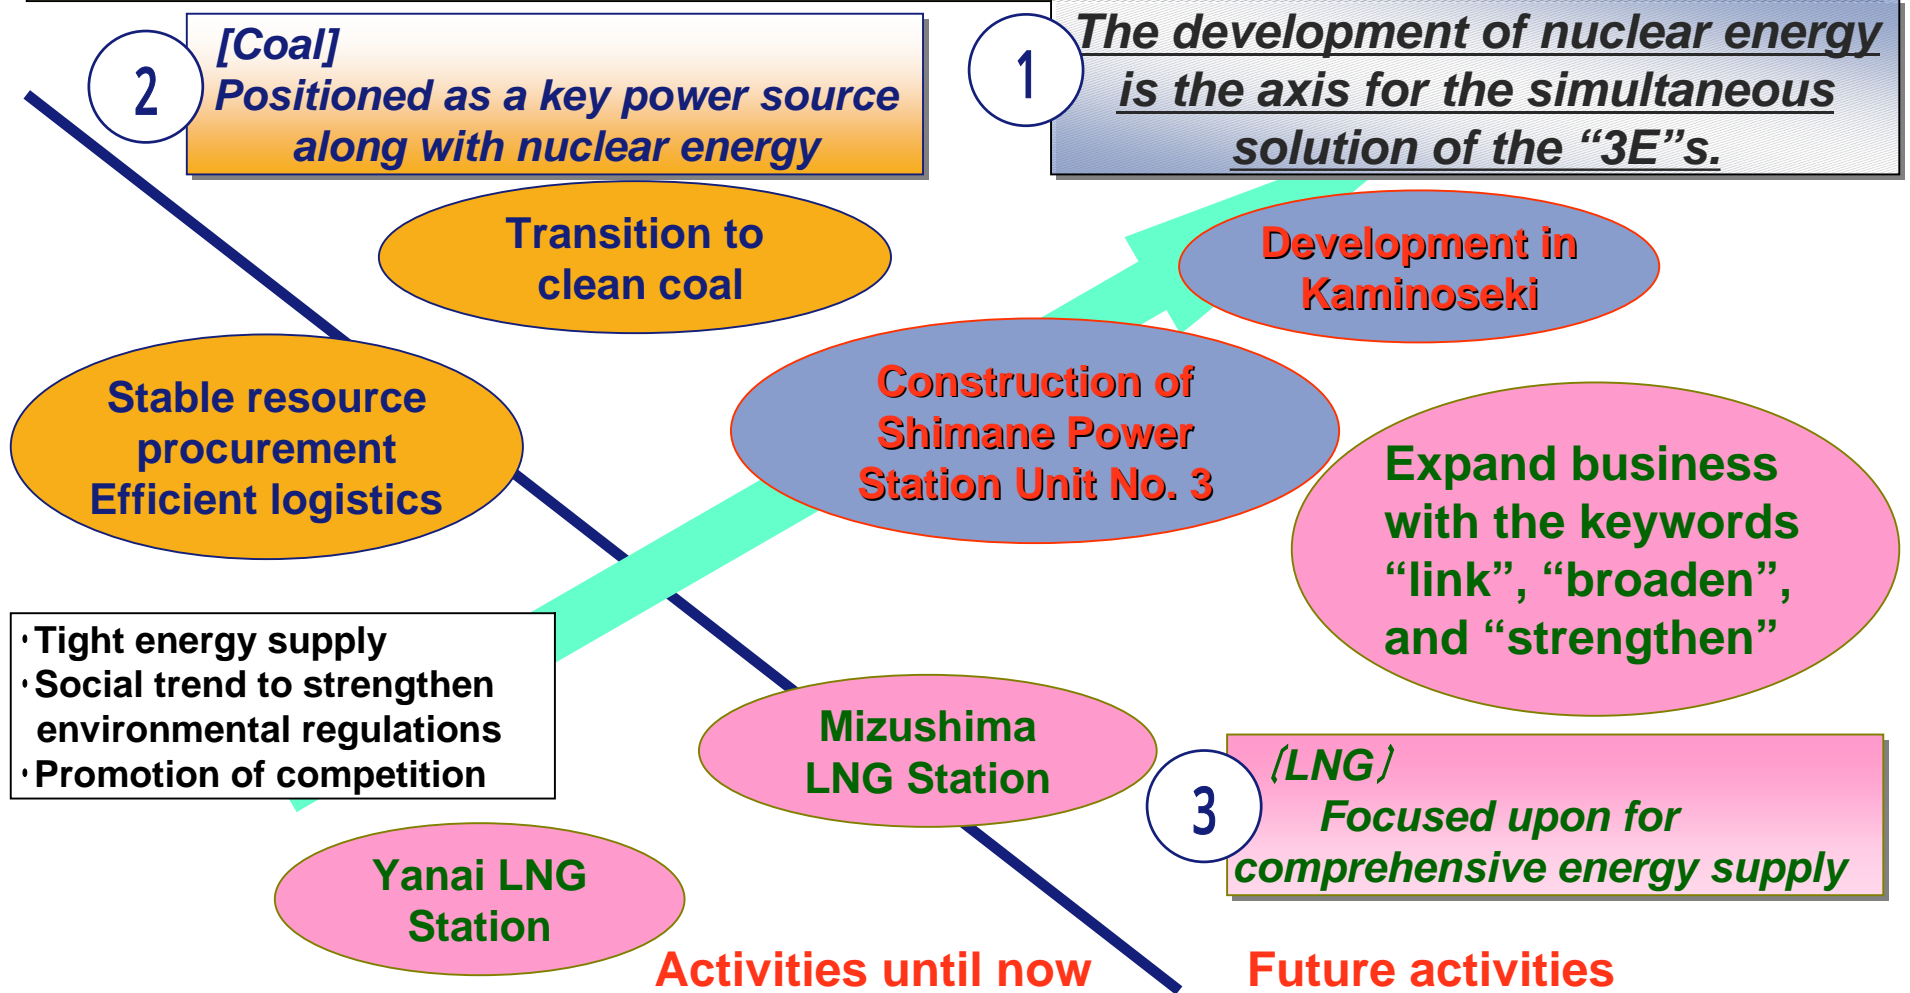 2
[Coal]
Positioned as a key power source
along with nuclear energy
1
The development of nuclear energy
is the axis for the simultaneous
solution of the “3E”s.
Transition to
clean coal
Development in
Kaminoseki
Stable resource
procurement
Efficient logistics
Construction of
Shimane Power
Station Unit No. 3
Expand business
with the keywords
“link”, “broaden”,
and “strengthen”
・Tight energy supply
・Social trend to strengthen
environmental regulations
・Promotion of competition
Mizushima
LNG Station
3
〔LNG〕
Focused upon for
comprehensive energy supply
Yanai LNG
Station
Activities until now
Future activities